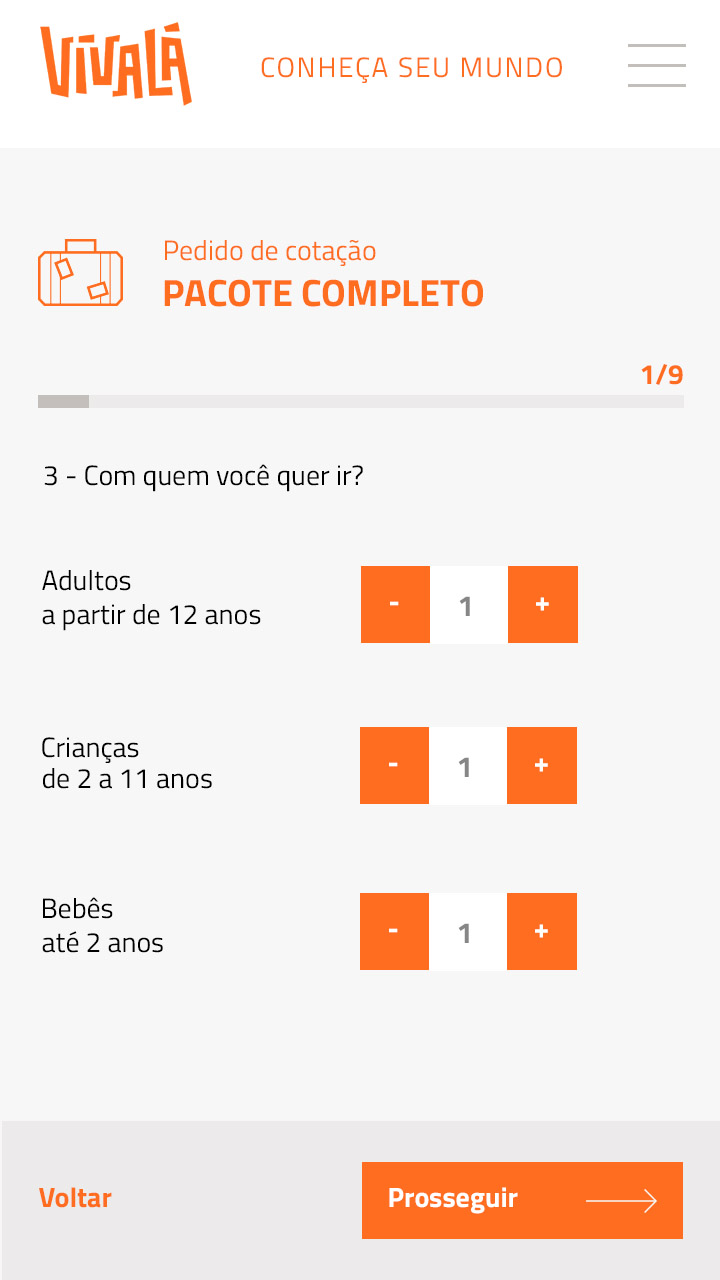 VIVALÁ
CONHEÇA SEU MUNDO
Pedido de cotação
PACOTE COMPLETO
1/9
3 - Com quem você quer ir?
Adultos
a partir de 12 anos
- 1 +
Crianças
de 2 a 11 anos
- 1 +
Bebês
até 2 anos
- 1 +
Voltar
Prosseguir